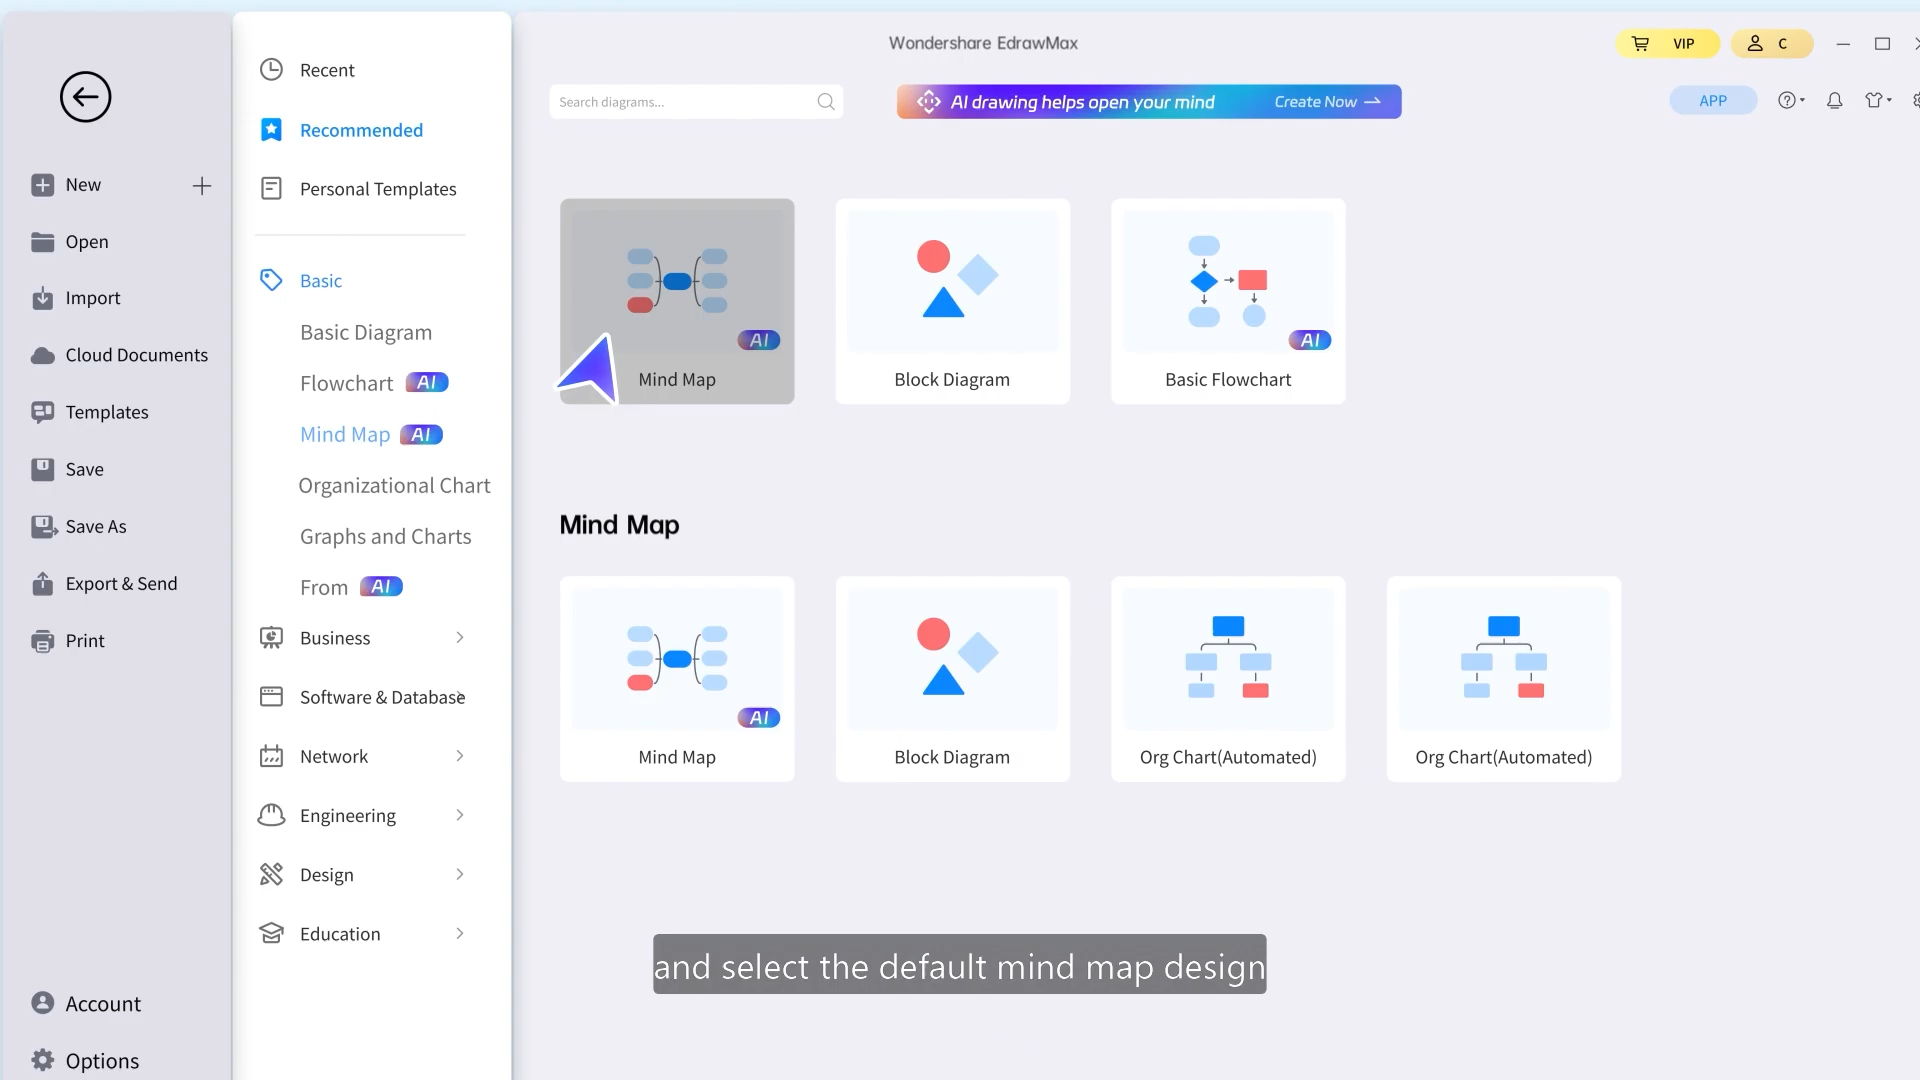 Wondershare EdrawMax
VIP
C
Search diagrams...
AI drawing helps open your mind
Create Now
APP
New
Open
Import
Cloud Documents
Templates
Save
Save As
Export & Send
Print
Account
Options
Recent
Recommended
Personal Templates
Basic
Basic Diagram
Flowchart AI
Mind Map AI
Organizational Chart
Graphs and Charts
From AI
Business
Software & Database
Network
Engineering
Design
Education
AI
Mind Map
Block Diagram
AI
Basic Flowchart
Mind Map
AI
Mind Map
Block Diagram
Org Chart(Automated)
Org Chart(Automated)
and select the default mind map design